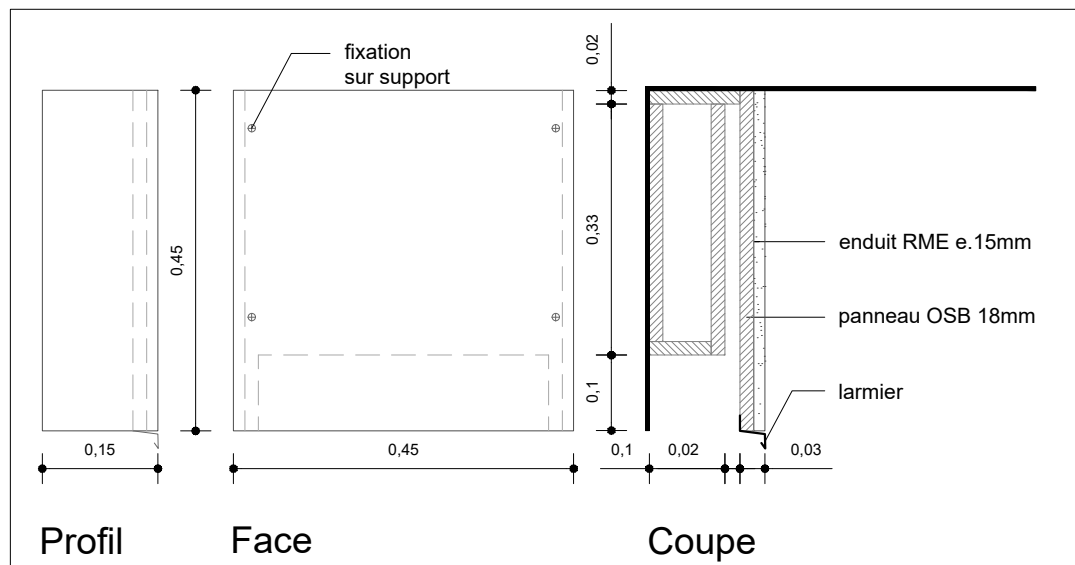 fixation
sur support
0,02
0,45
0,33
0,1
enduit RME e.15mm
panneau OSB 18mm
larmier
0,15
0,45
0,1
0,02
0,03
Profil
Face
Coupe